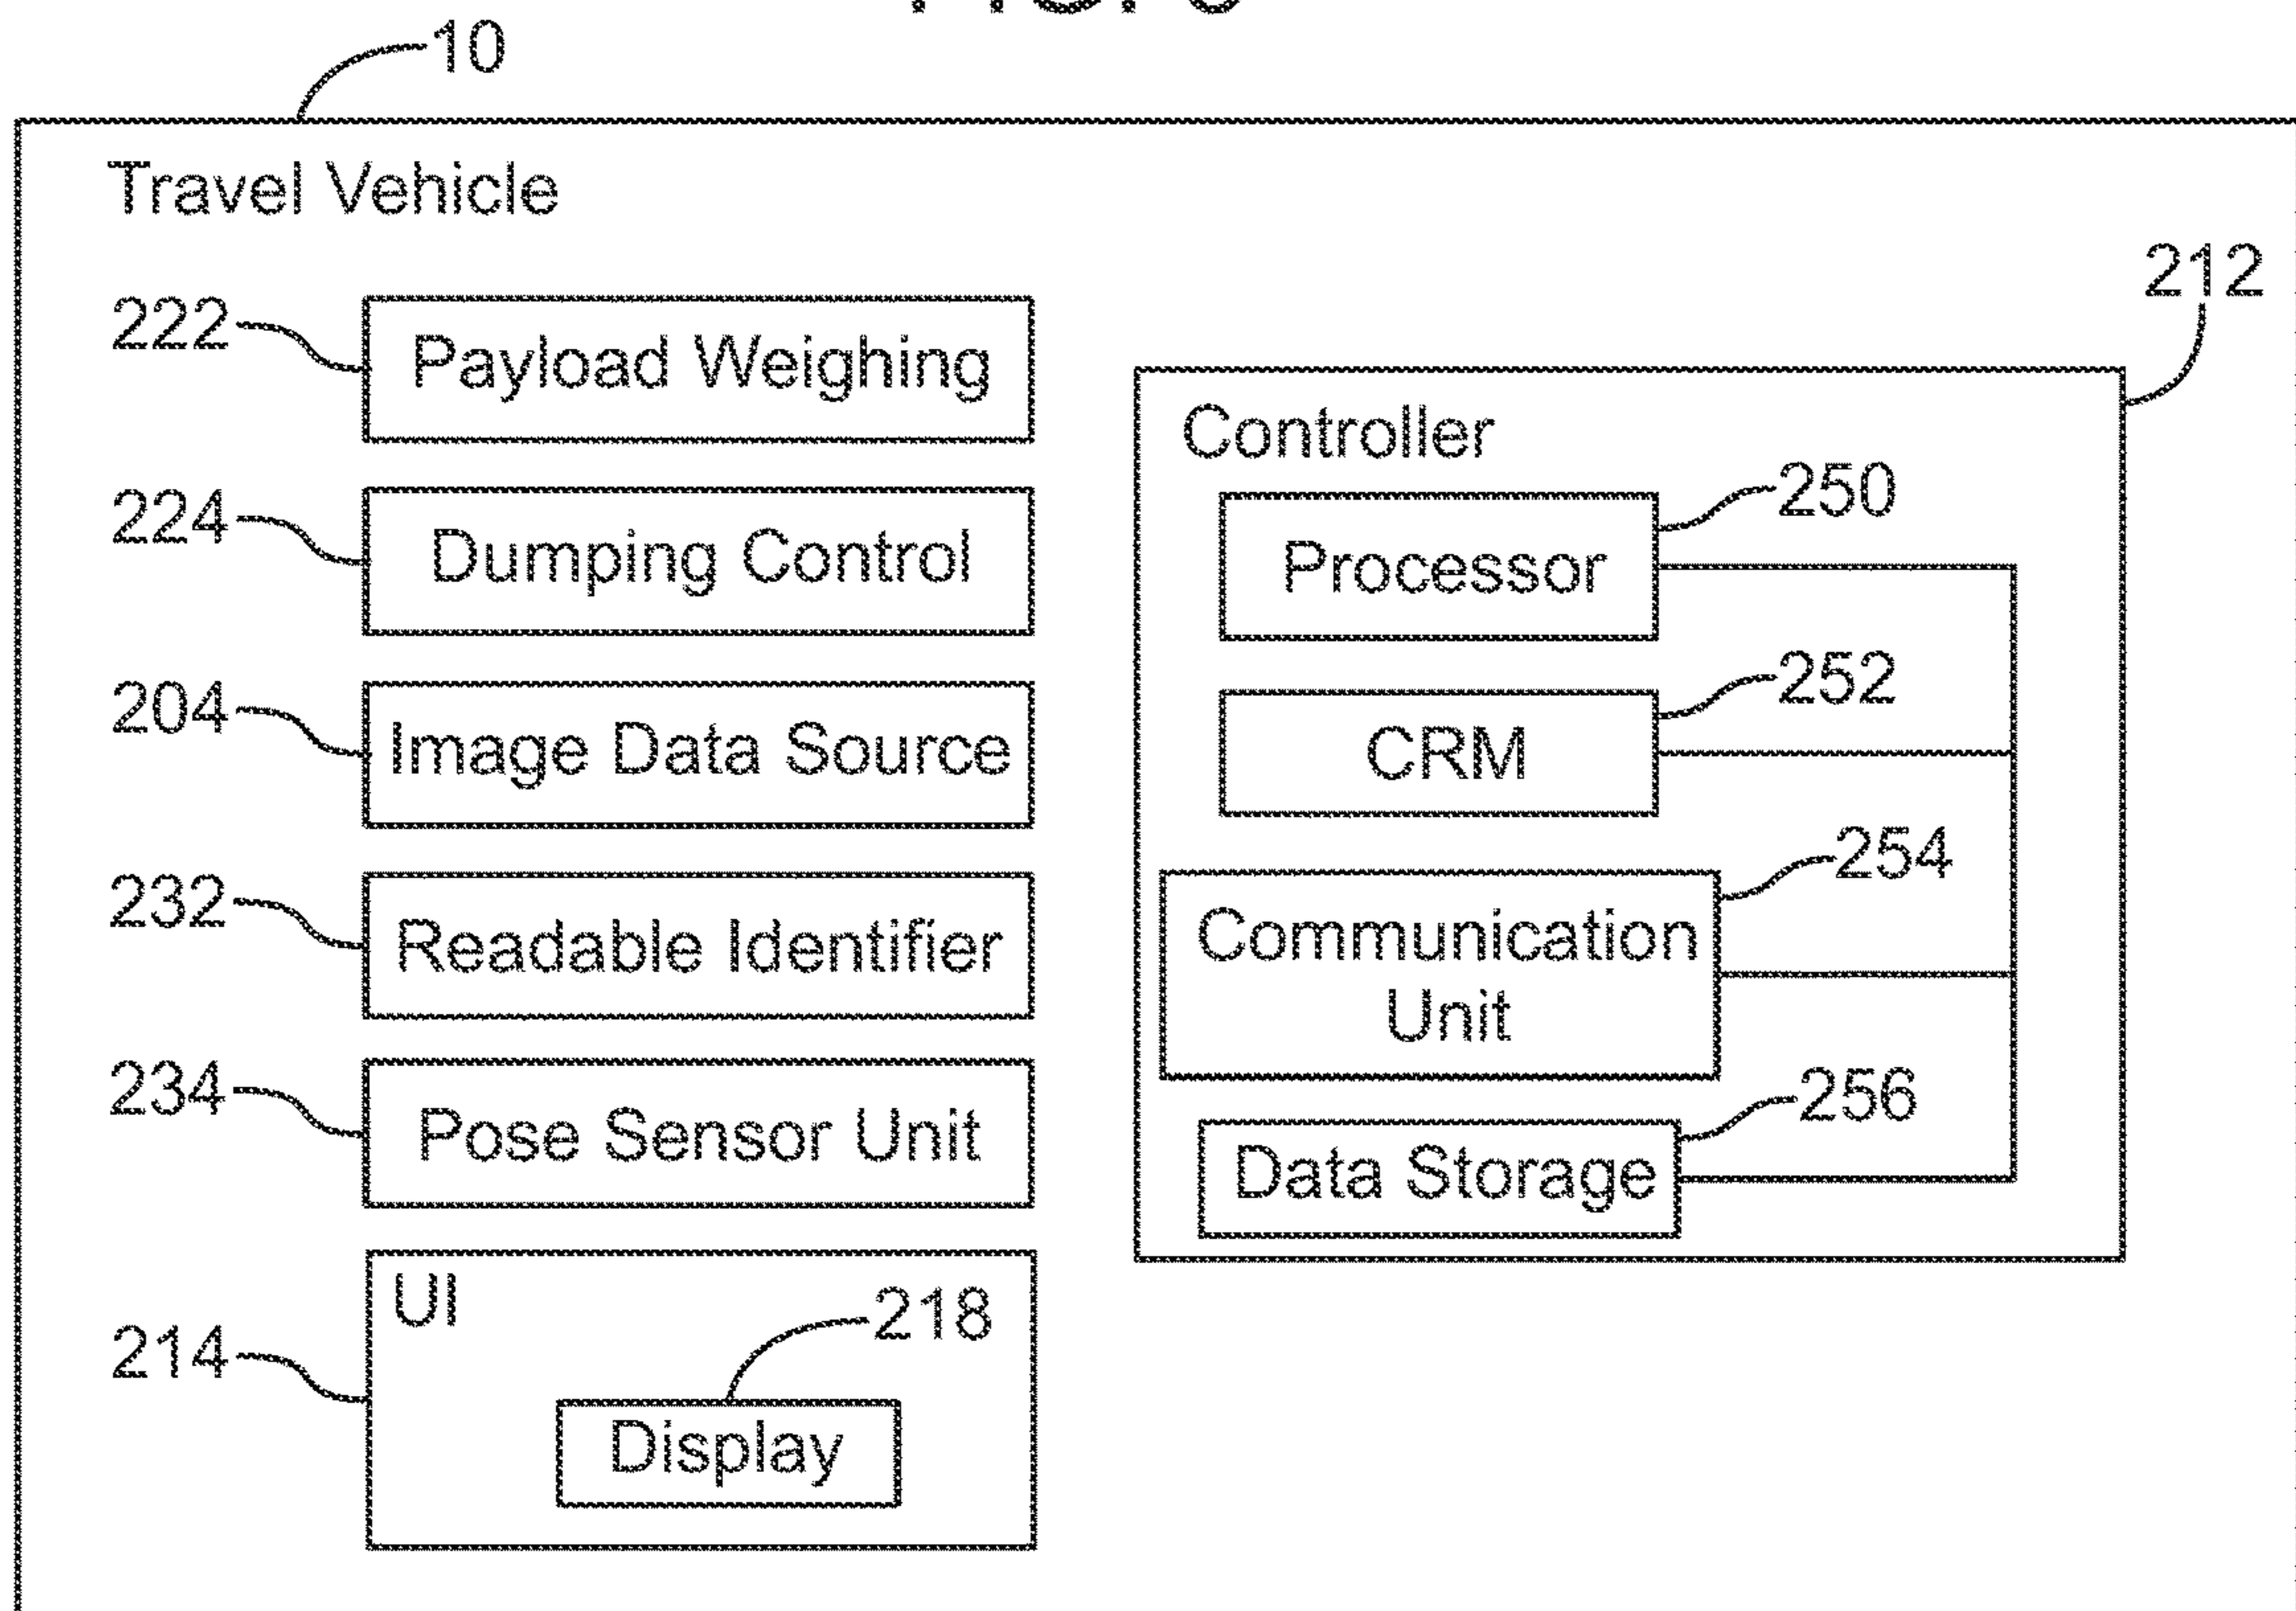 10
Travel Vehicle
212
222 Payload Weighing
Controller
250
Processor
224 Dumping Control
252
CRM
204 Image Data Source
254
Communication
Unit
232 Readable Identifier
256
Data Storage
234 Pose Sensor Unit
UI
218
214
Display